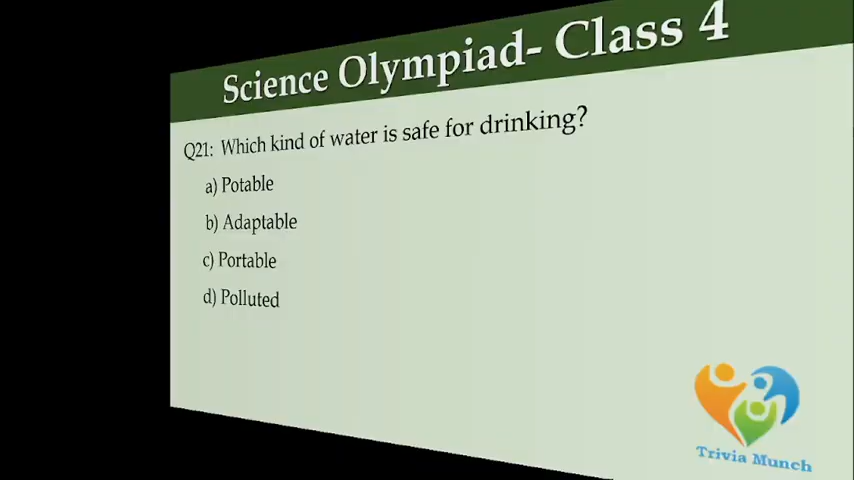 Science Olympiad- Class 4
Q21: Which kind of water is safe for drinking?
a) Potable
b) Adaptable
c) Portable
d) Polluted
Trivia Munch